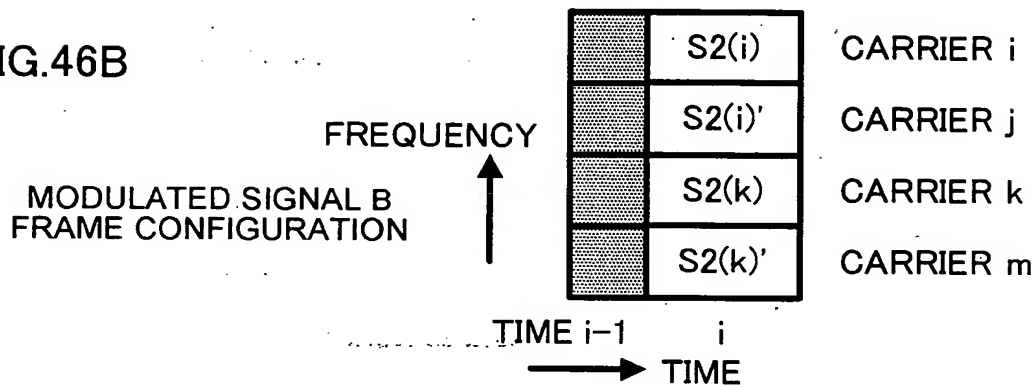 IG.46B
S2(i) CARRIER i
S2(i)' CARRIER j
FREQUENCY
S2(k) CARRIER k
MODULATED SIGNAL B
FRAME CONFIGURATION
S2(k)' CARRIER m
TIME i-1 i
TIME